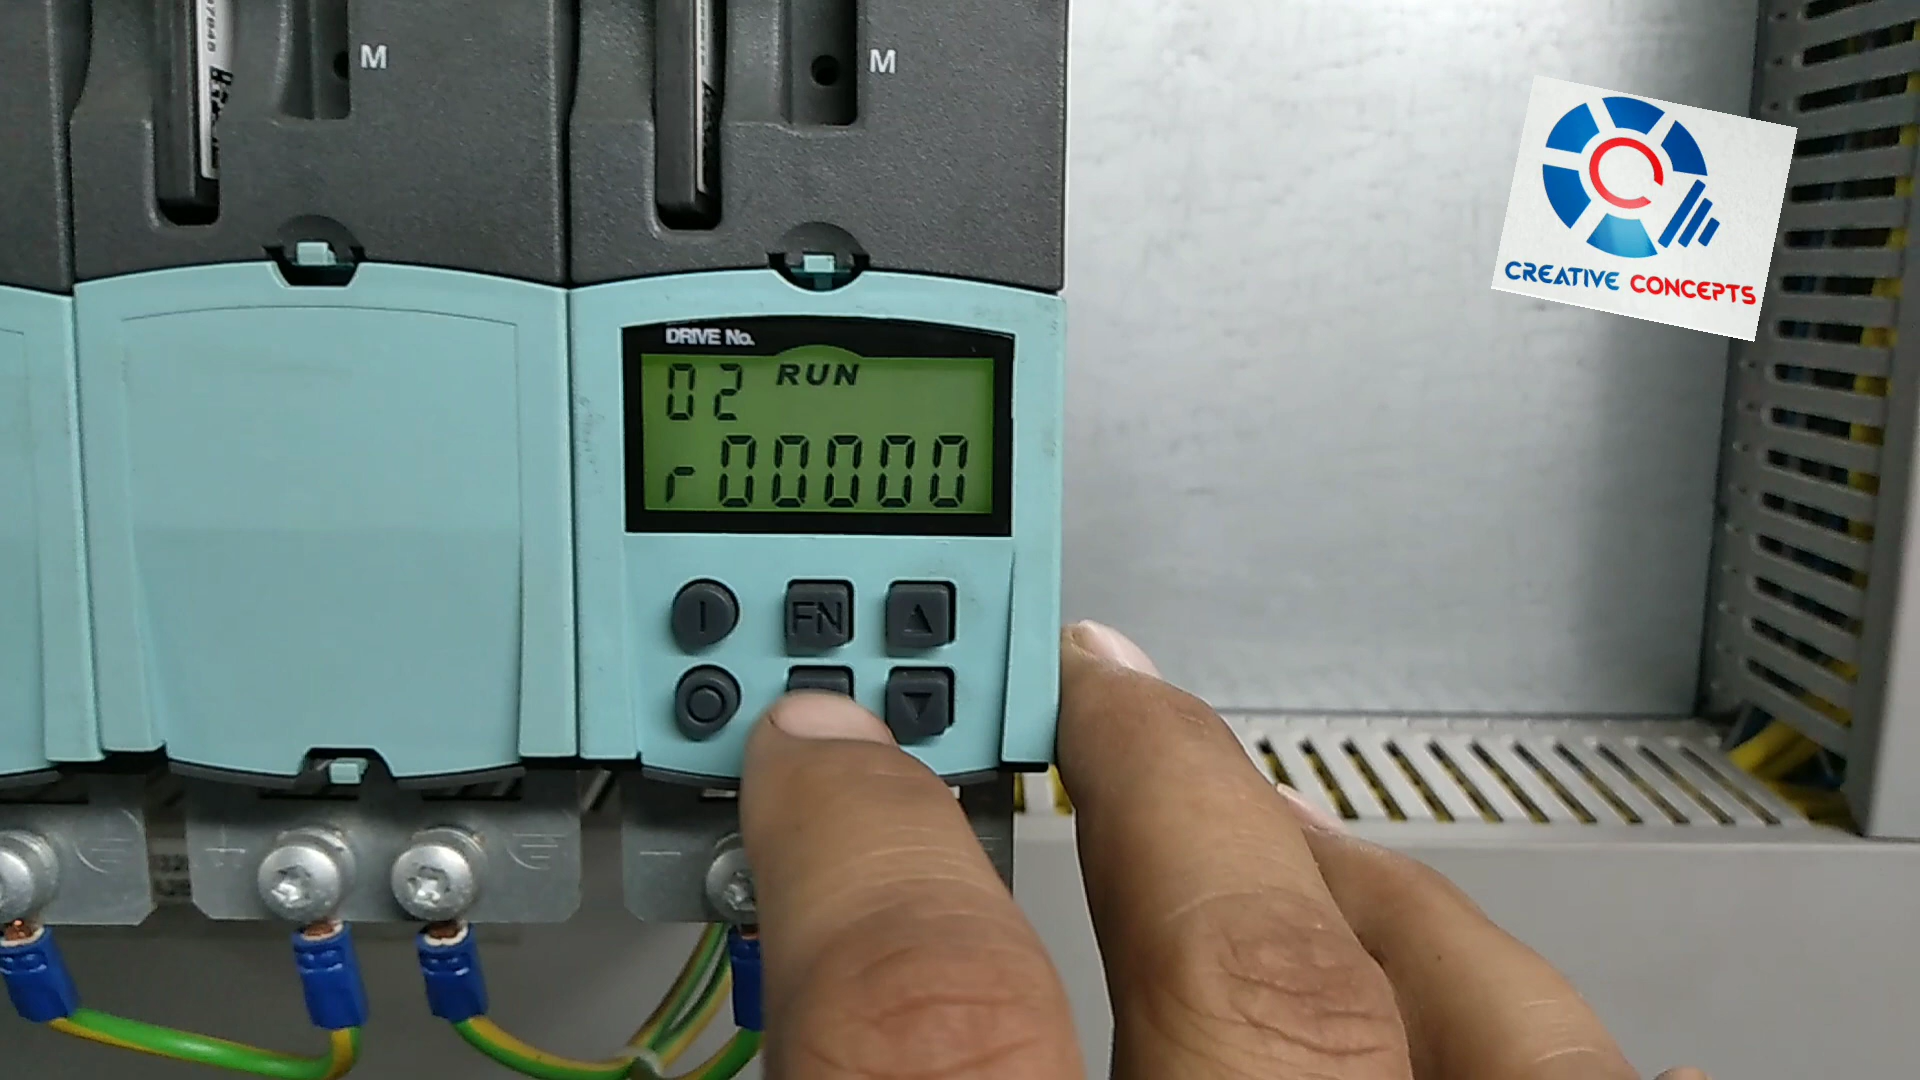 M
M
DRIVE No.
02 RUN
r00000
FN
CREATIVE CONCEPTS